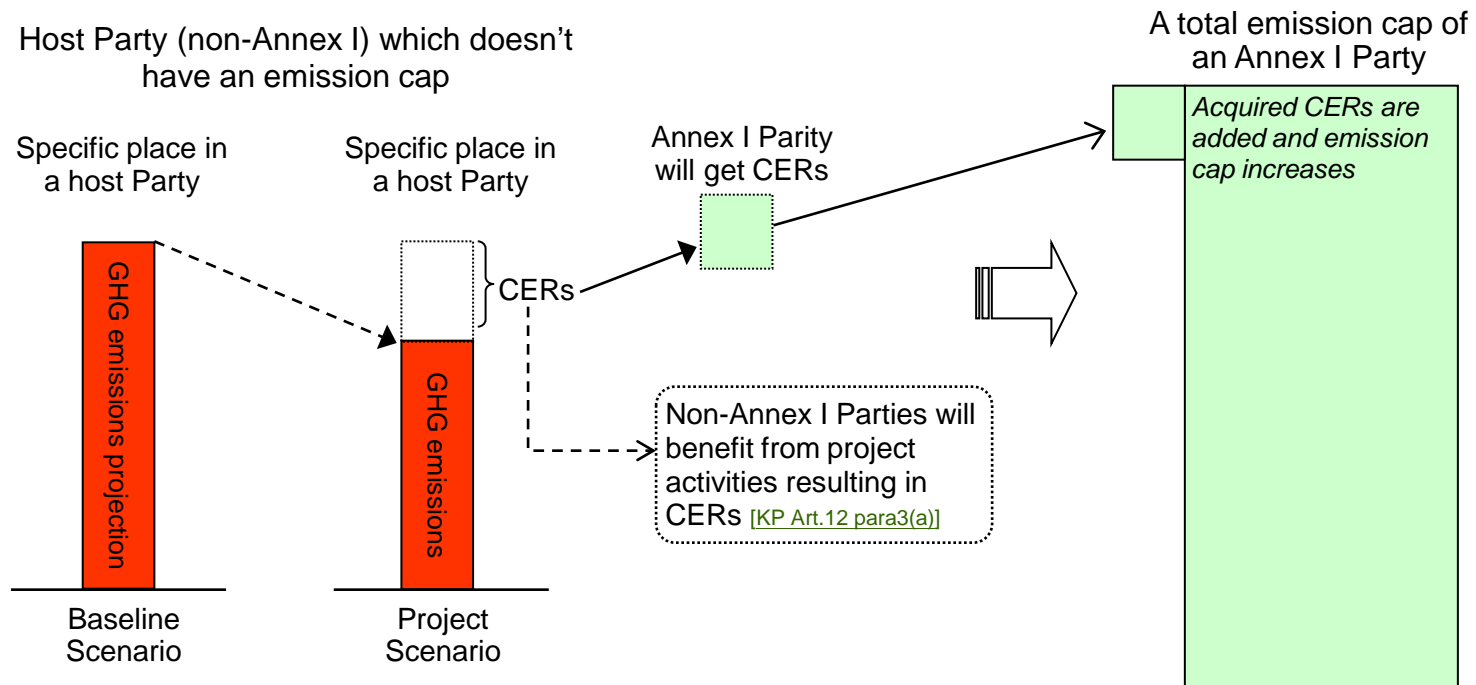 Host Party (non-Annex I) which doesn't
have an emission cap
A total emission cap of
an Annex I Party
Specific place in
a host Party
Specific place in
a host Party
Annex I Parity
will get CERs
Acquired CERs are
added and emission
cap increases
GHG emissions projection
GHG emissions
CERs
Non-Annex I Parties will
benefit from project
activities resulting in
CERs [KP Art.12 para3(a)]
Baseline
Scenario
Project
Scenario